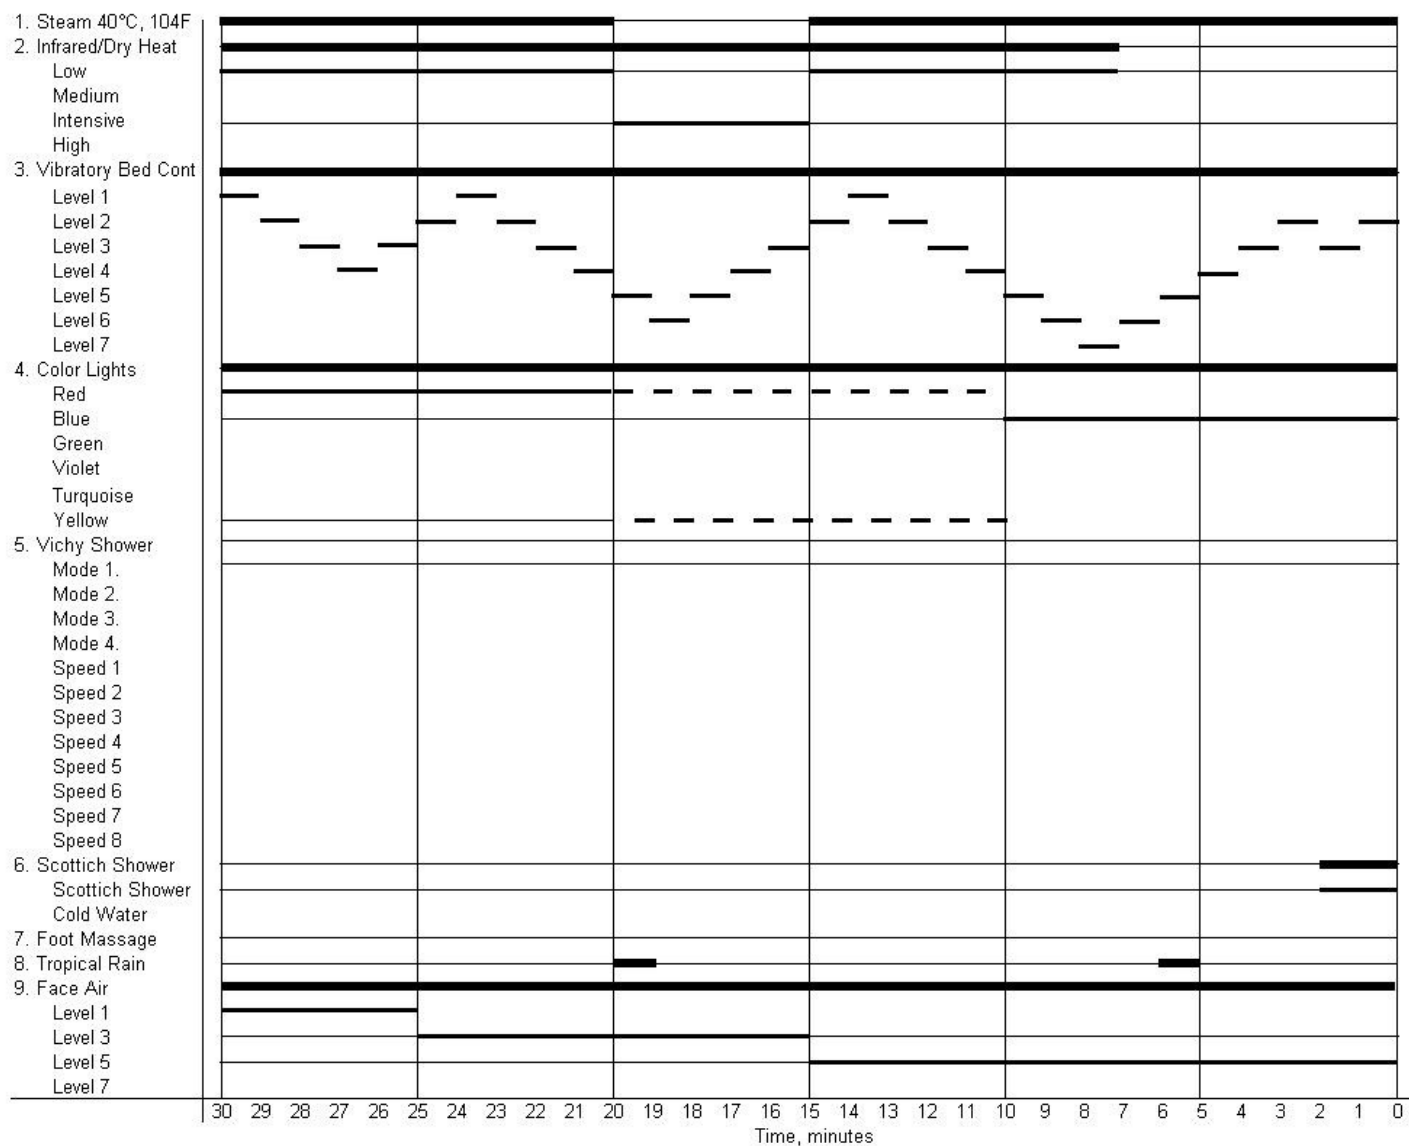 1. Steam 40°C, 104F
2. Infrared/Dry Heat
Low
Medium
Intensive
High
3. Vibratory Bed Cont
Level 1
Level 2
Level 3
Level 4
Level 5
Level 6
Level 7
4. Color Lights
Red
Blue
Green
Violet
Turquoise
Yellow
5. Vichy Shower
Mode 1.
Mode 2.
Mode 3.
Mode 4.
Speed 1
Speed 2
Speed 3
Speed 4
Speed 5
Speed 6
Speed 7
Speed 8
6. Scottich Shower
Scottich Shower
Cold Water
7. Foot Massage
8. Tropical Rain
9. Face Air
Level 1
Level 3
Level 5
Level 7
30 29 28 27 26 25 24 23 22 21 20 19 18 17 16 15 14 13 12 11 10 9 8 7 6 5 4 3 2 1 0
Time, minutes